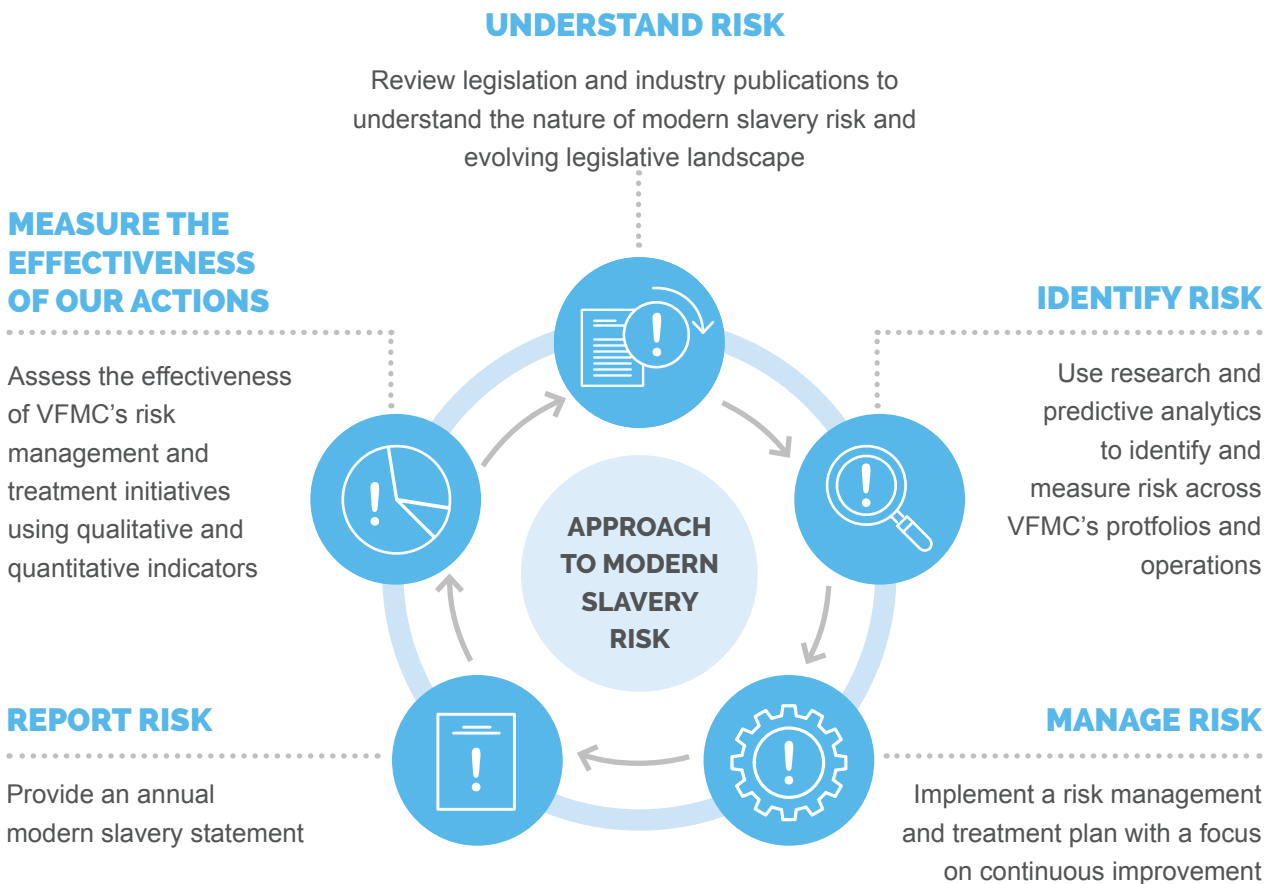 UNDERSTAND RISK
Review legislation and industry publications to
understand the nature of modern slavery risk and
evolving legislative landscape
MEASURE THE
EFFECTIVENESS
OF OUR ACTIONS
Assess the effectiveness
of VFMC’s risk
management and
treatment initiatives
using qualitative and
quantitative indicators
IDENTIFY RISK
Use research and
predictive analytics
to identify and
measure risk across
VFMC’s protfolios and
operations
APPROACH
TO MODERN
SLAVERY
RISK
REPORT RISK
Provide an annual
modern slavery statement
MANAGE RISK
Implement a risk management
and treatment plan with a focus
on continuous improvement